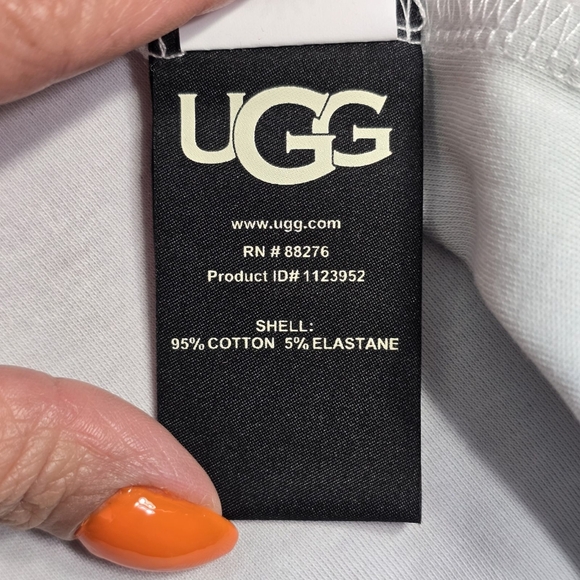 UGG
www.ugg.com
RN # 88276
Product ID# 1123952
SHELL:
95% COTTON 5% ELASTANE